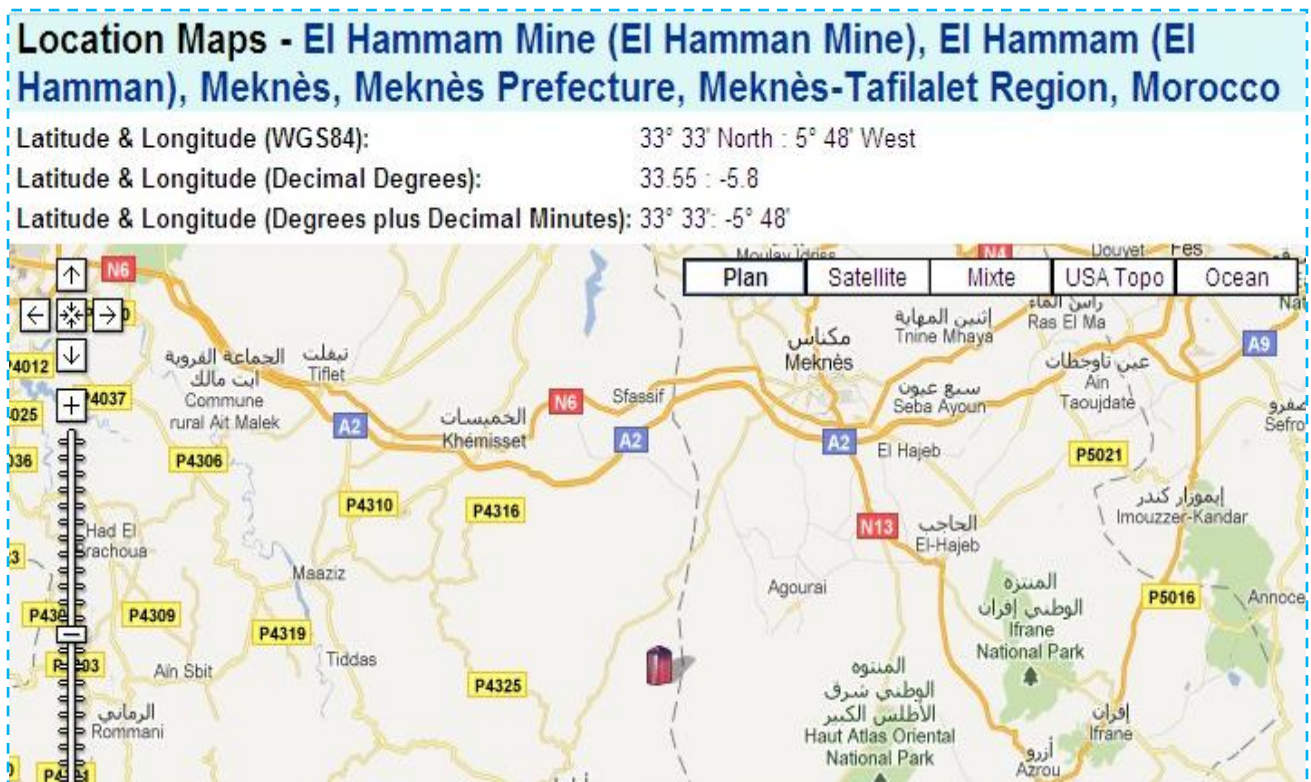 Location Maps - El Hammam Mine (El Hamman Mine), El Hammam (El
Hamman), Meknès, Meknès Prefecture, Meknès-Tafilalet Region, Morocco
Latitude & Longitude (WGS84): 33° 33' North : 5° 48' West
Latitude & Longitude (Decimal Degrees): 33.55 : -5.8
Latitude & Longitude (Degrees plus Decimal Minutes): 33° 33': -5° 48'
Moulay Idriss
N4
Douyet
Fes
N6
Plan Satellite Mixte USA Topo Ocean
راس الماء
Ras El Ma
إثنين المهاية
Tnine Mhaya
مكناس
Meknès
A9
P4012
الجماعة القروية
ايت مالك
Commune
rural Ait Malek
تيفلت
Tiflet
عين تاوجطات
Ain
Taoujdate
P4037
N6
Sfassif
سبع عيون
Seba Ayoun
صفرو
Sefro
الخميسات
Khémisset
A2
A2
A2
El Hajeb
P4306
P5021
P4310
P4316
إيموزار كندر
Imouzzer-Kandar
Had El
N13
الحاجب
El-Hajeb
Maaziz
Agourai
المنتزه
الوطني إفران
Ifrane
National Park
P5016
Annoce
P4309
P4319
Aïn Sbit
Tiddas
P4325
المنتوه
الوطني شرق
الأطلس الكبير
Haut Atlas Oriental
National Park
الرماني
Rommani
إفران
Ifrane
أزرو
Azrou